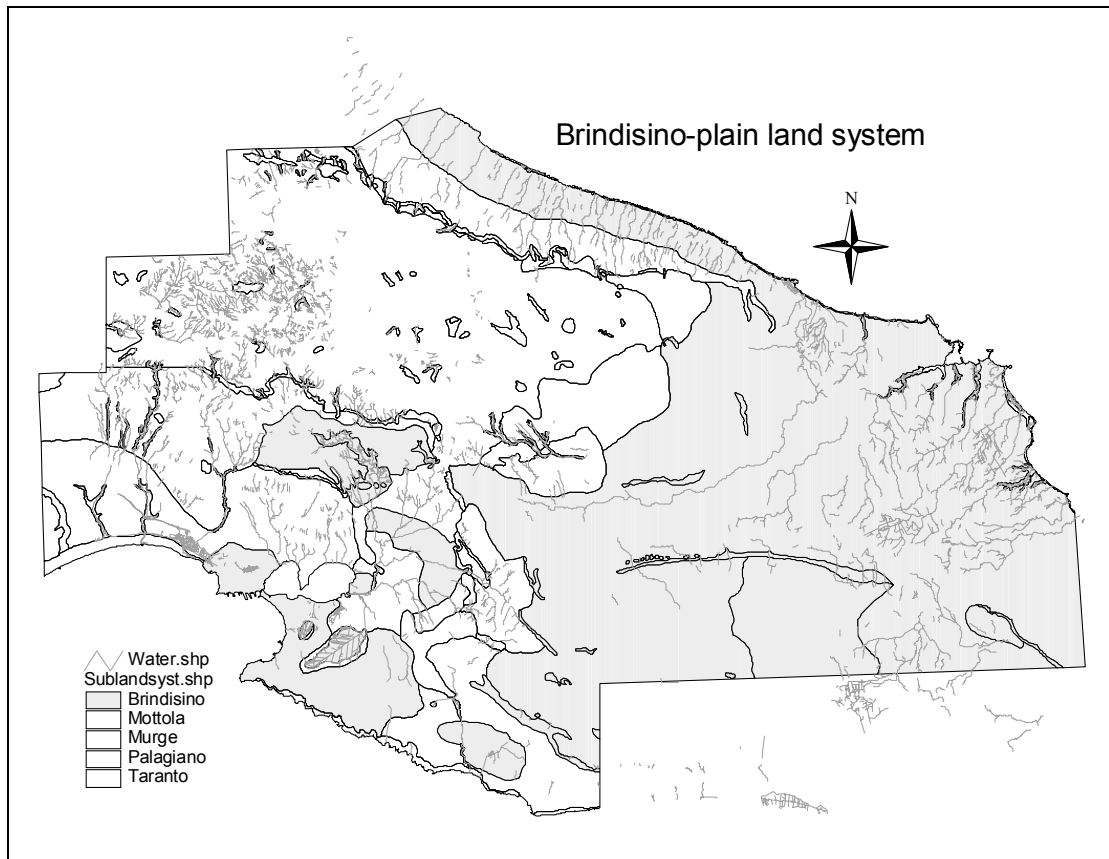 Brindisino-plain land system
N
Water.shp
Sublandsyst.shp
Brindisino
Mottola
Murge
Palagiano
Taranto